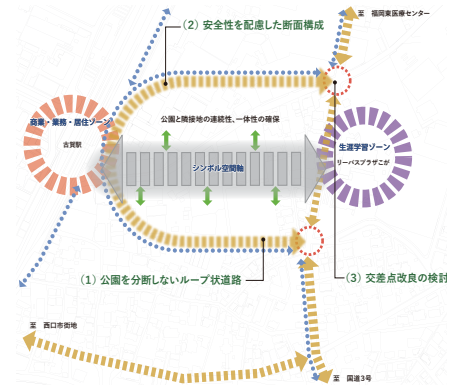 至　福岡東医療センター
（2）安全性を配慮した断面構成
商業・業務・居住ゾーン
古賀駅
公園と隣接地の連続性、一体性の確保
生涯学習ゾーン
リーパスプラザこが
シンボル空間軸
（1）公園を分断しないループ状道路
（3）交差点改良の検討
至　西口市街地
至　国道3号